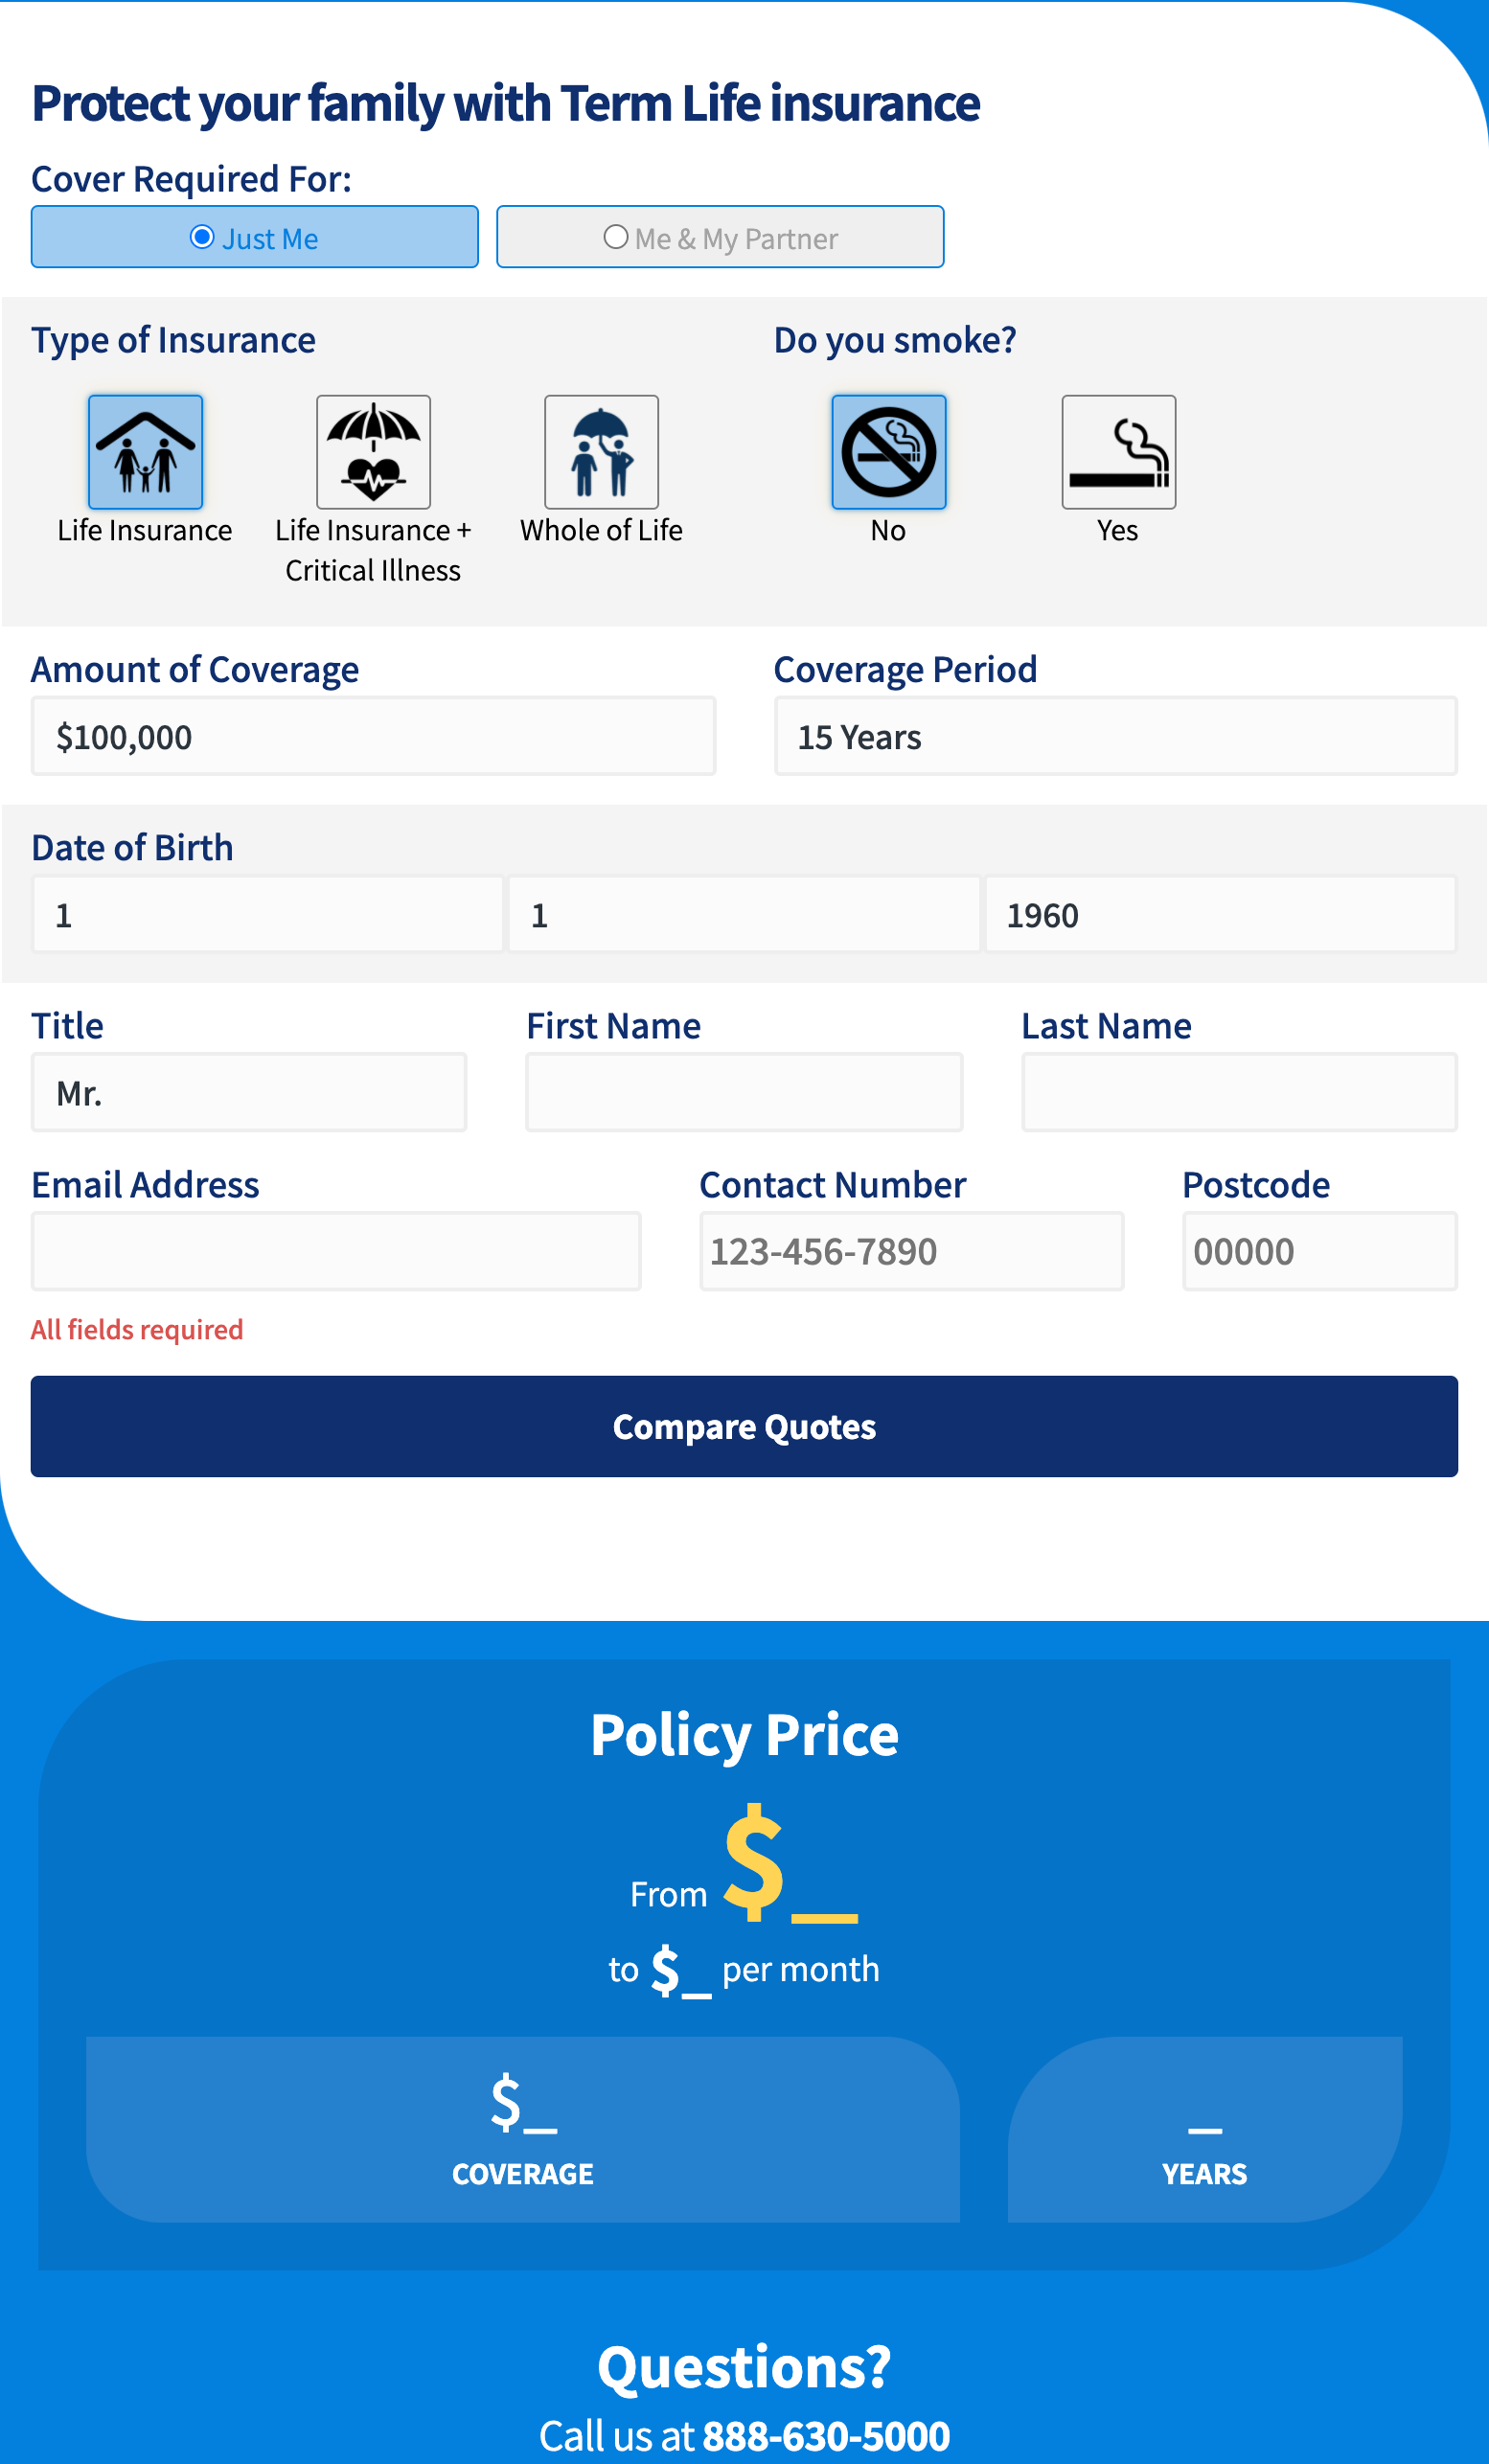 Protect your family with Term Life insurance
Cover Required For:
Just Me
Me & My Partner
Type of Insurance
Do you smoke?
Life Insurance
Life Insurance +
Critical Illness
Whole of Life
No
Yes
Amount of Coverage
Coverage Period
$100,000
15 Years
Date of Birth
1
1
1960
Title
First Name
Last Name
Mr.
Email Address
Contact Number
Postcode
123-456-7890
00000
All fields required
Compare Quotes
Policy Price
From $_
to $_ per month
$_
COVERAGE
_
YEARS
Questions?
Call us at 888-630-5000